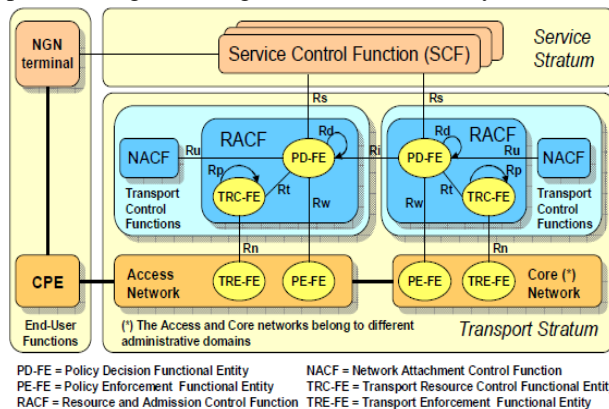 NGN
terminal
Service Control Function (SCF)
Service
Stratum
Rs
Rs
RACF
Rd
PD-FE
NACF
Ru
Rp
TRC-FE
Rt
Rw
Transport
Control
Functions
Ri
RACF
Rd
PD-FE
Ru
NACF
Rp
TRC-FE
Rt
Rw
Transport
Control
Functions
Rn
Rn
CPE
Access
Network
TRE-FE
PE-FE
PE-FE
TRE-FE
Core (*)
Network
End-User
Functions
(*) The Access and Core networks belong to different
administrative domains
Transport Stratum
PD-FE = Policy Decision Functional Entity
NACF = Network Attachment Control Function
PE-FE = Policy Enforcement Functional Entity
TRC-FE = Transport Resource Control Functional Entit
RACF = Resource and Admission Control Function
TRE-FE = Transport Enforcement Functional Entity